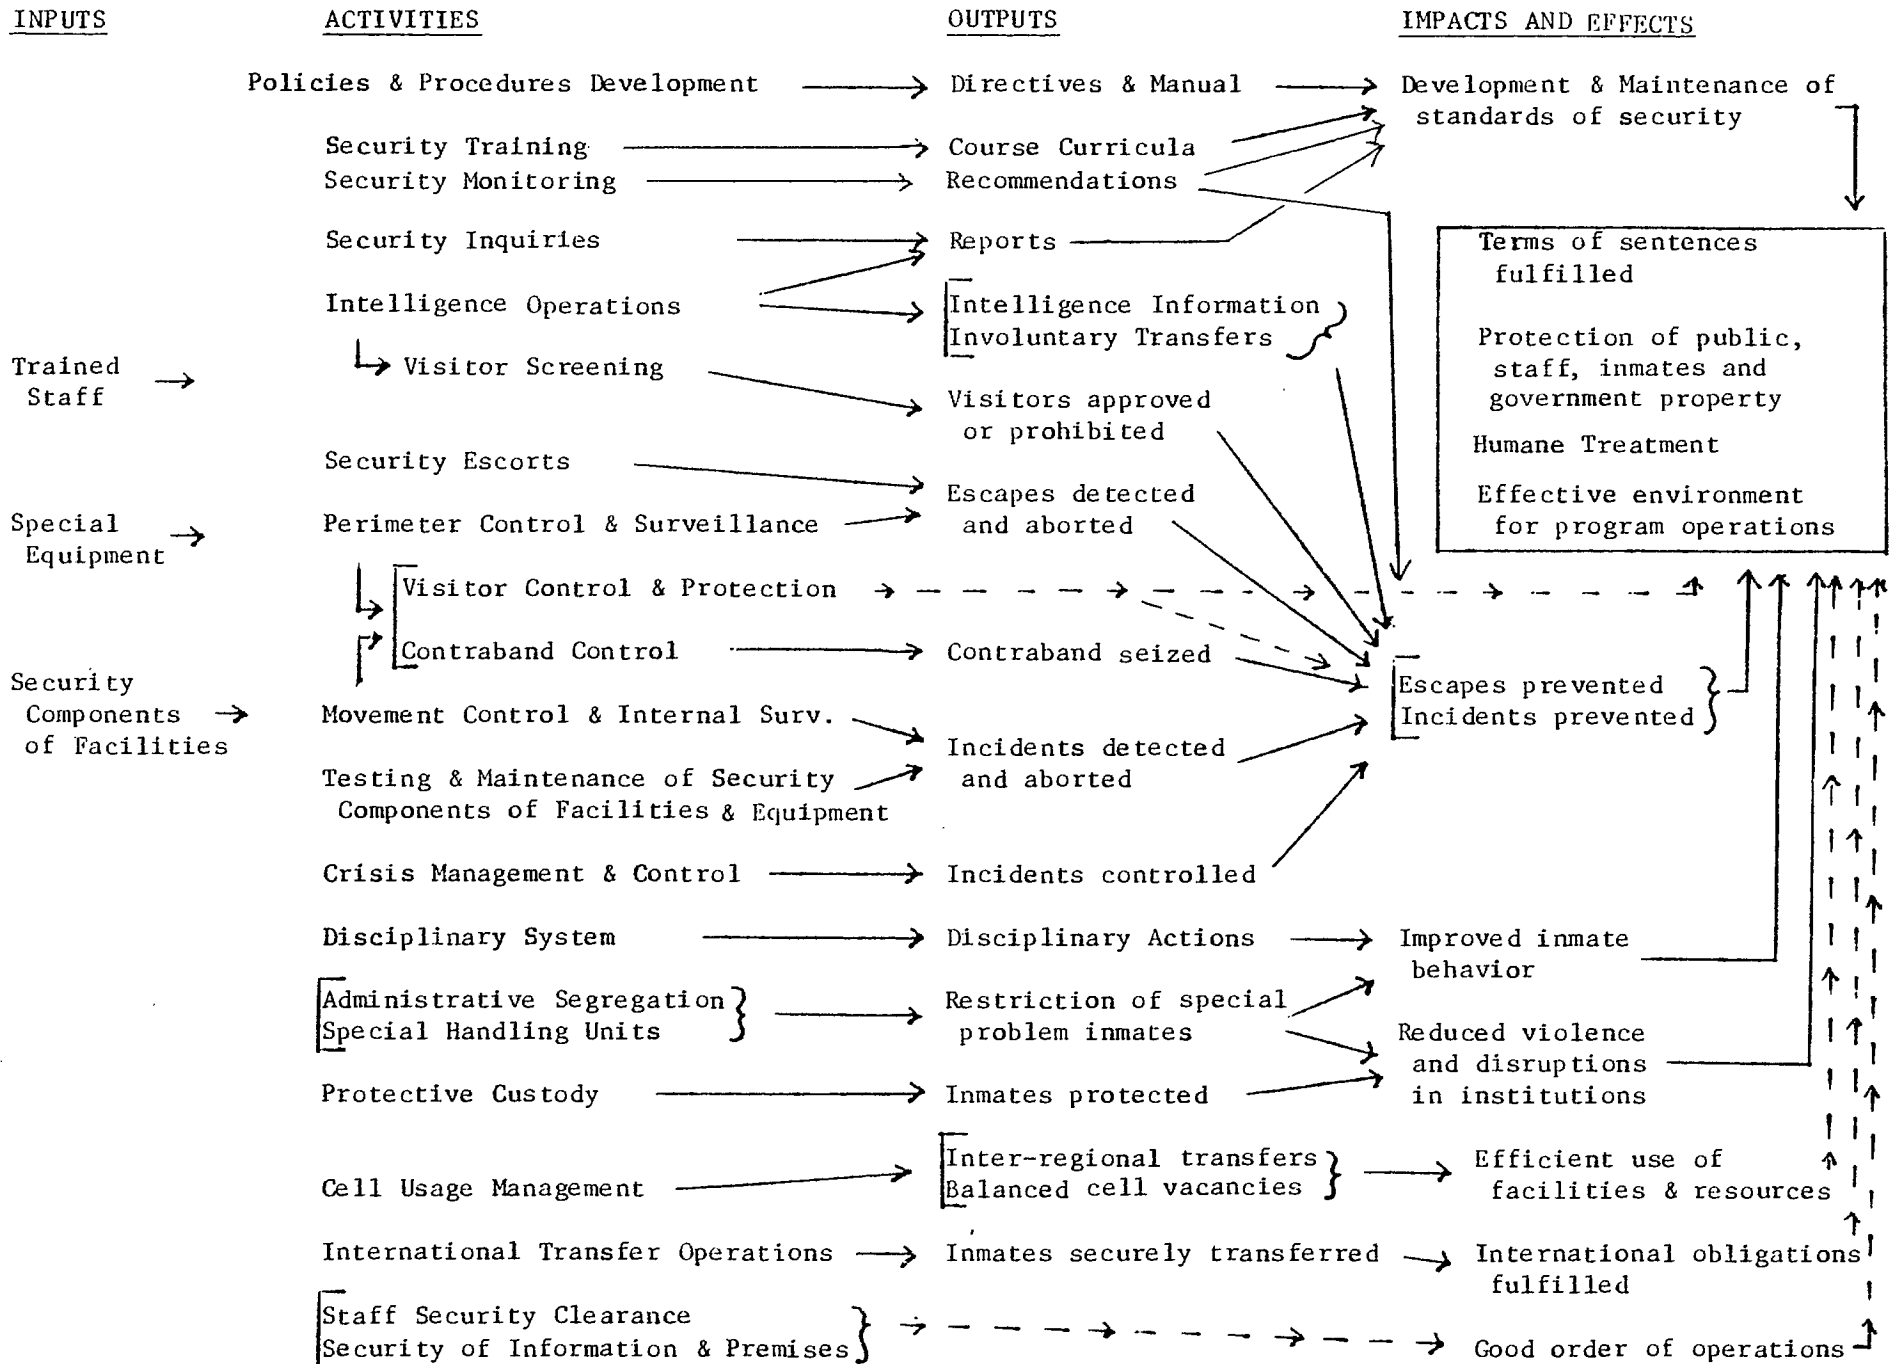 INPUTS
ACTIVITIES
OUTPUTS
IMPACTS AND EFFECTS
Policies & Procedures Development
Directives & Manual
Development & Maintenance of
standards of security
Security Training
Course Curricula
Security Monitoring
Recommendations
Security Inquiries
Reports
Terms of sentences
fulfilled
Intelligence Operations
Intelligence Information
Involuntary Transfers
Protection of public,
staff, inmates and
government property
Trained
Staff
Visitor Screening
Visitors approved
or prohibited
Humane Treatment
Security Escorts
Escapes detected
and aborted
Effective environment
for program operations
Special
Equipment
Perimeter Control & Surveillance
Visitor Control & Protection
Contraband Control
Contraband seized
Security
Components
of Facilities
Escapes prevented
Incidents prevented
Movement Control & Internal Surv.
Incidents detected
and aborted
Testing & Maintenance of Security
Components of Facilities & Equipment
Crisis Management & Control
Incidents controlled
Disciplinary System
Disciplinary Actions
Improved inmate
behavior
Administrative Segregation
Special Handling Units
Restriction of special
problem inmates
Reduced violence
and disruptions
in institutions
Protective Custody
Inmates protected
Cell Usage Management
Inter-regional transfers
Balanced cell vacancies
Efficient use of
facilities & resources
International Transfer Operations
Inmates securely transferred
International obligations
fulfilled
Staff Security Clearance
Security of Information & Premises
Good order of operations